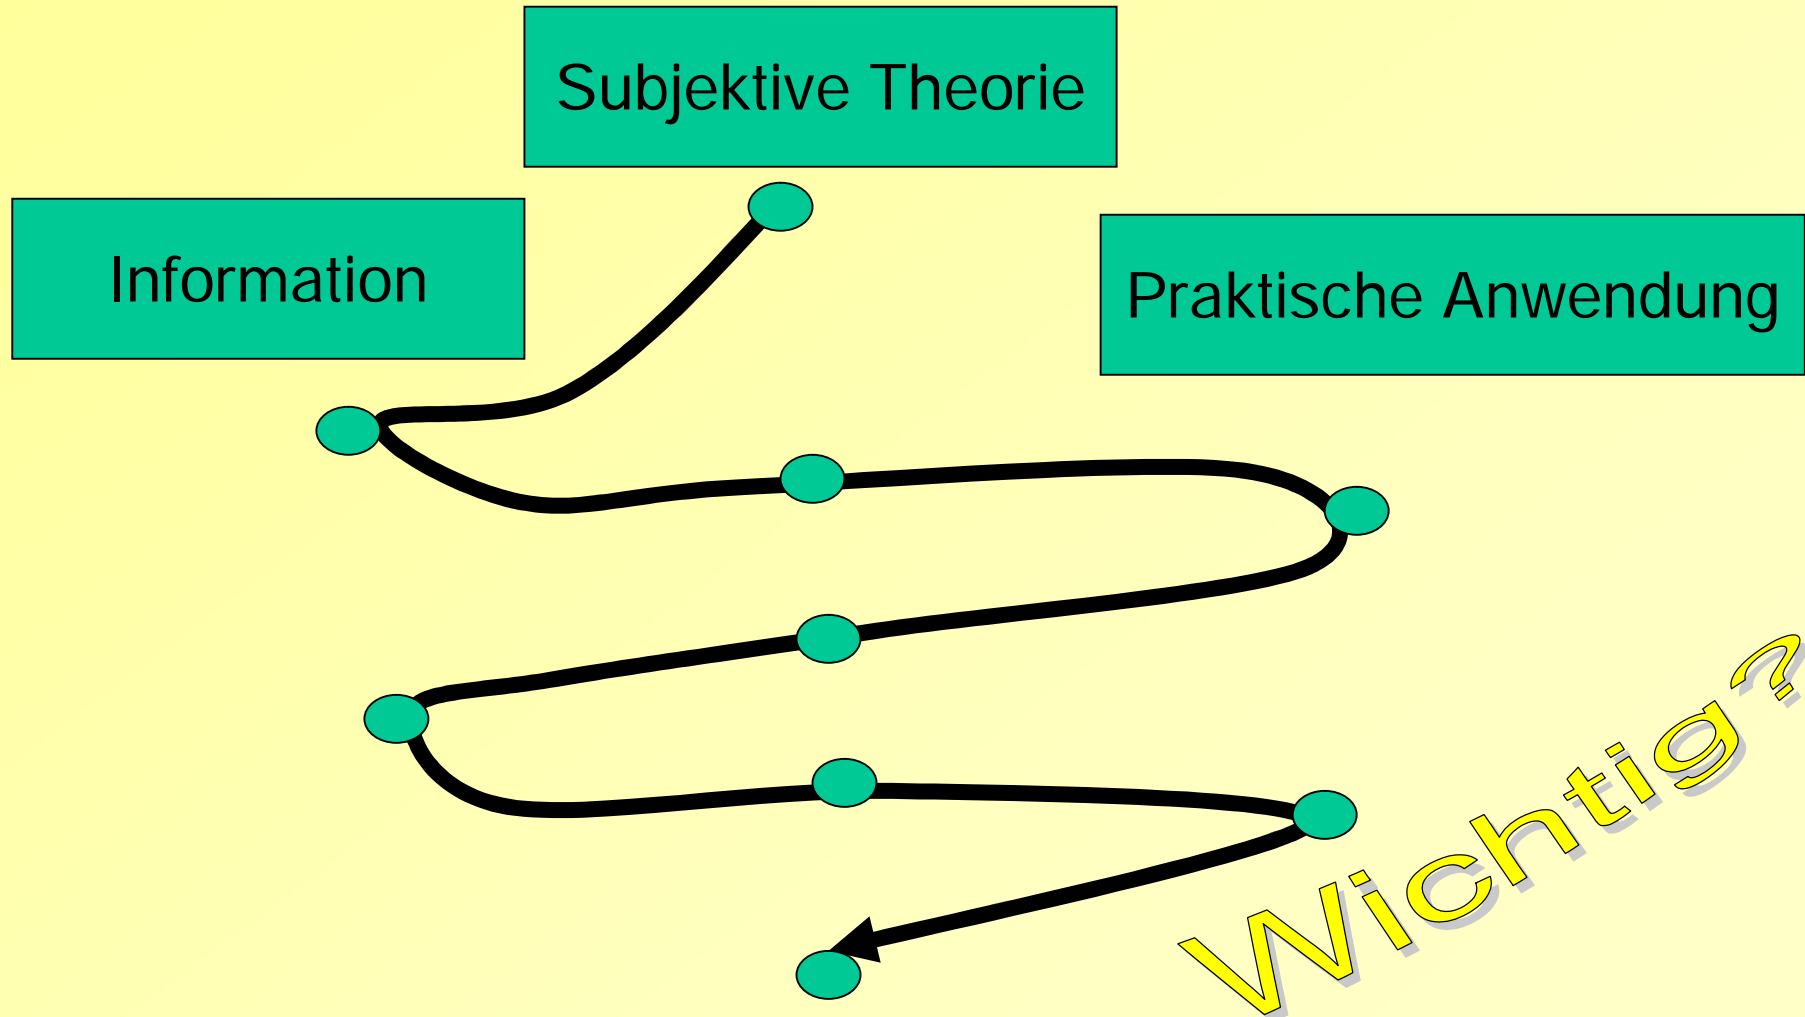 Subjektive Theorie
Information
Praktische Anwendung
Wichtig?